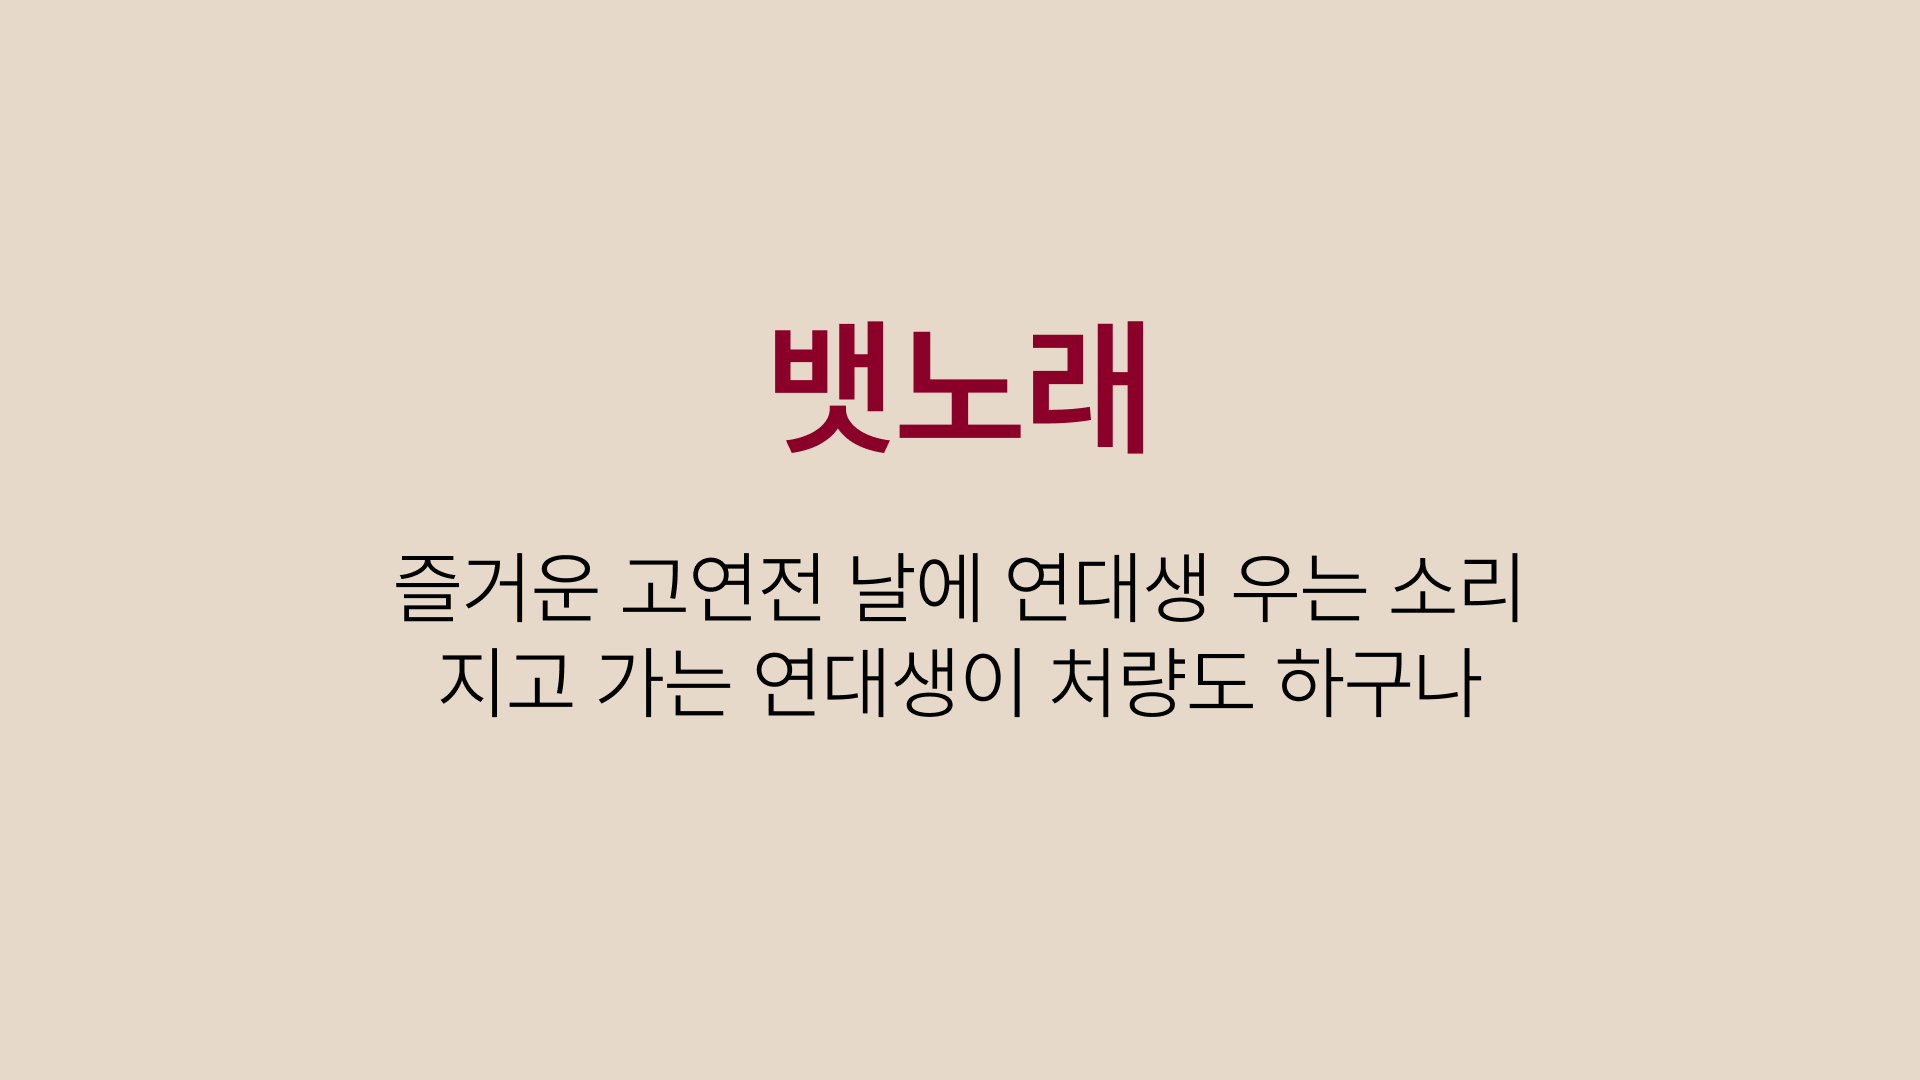 뱃노래
즐거운 고연전 날에 연대생 우는 소리
지고 가는 연대생이 처량도 하구나